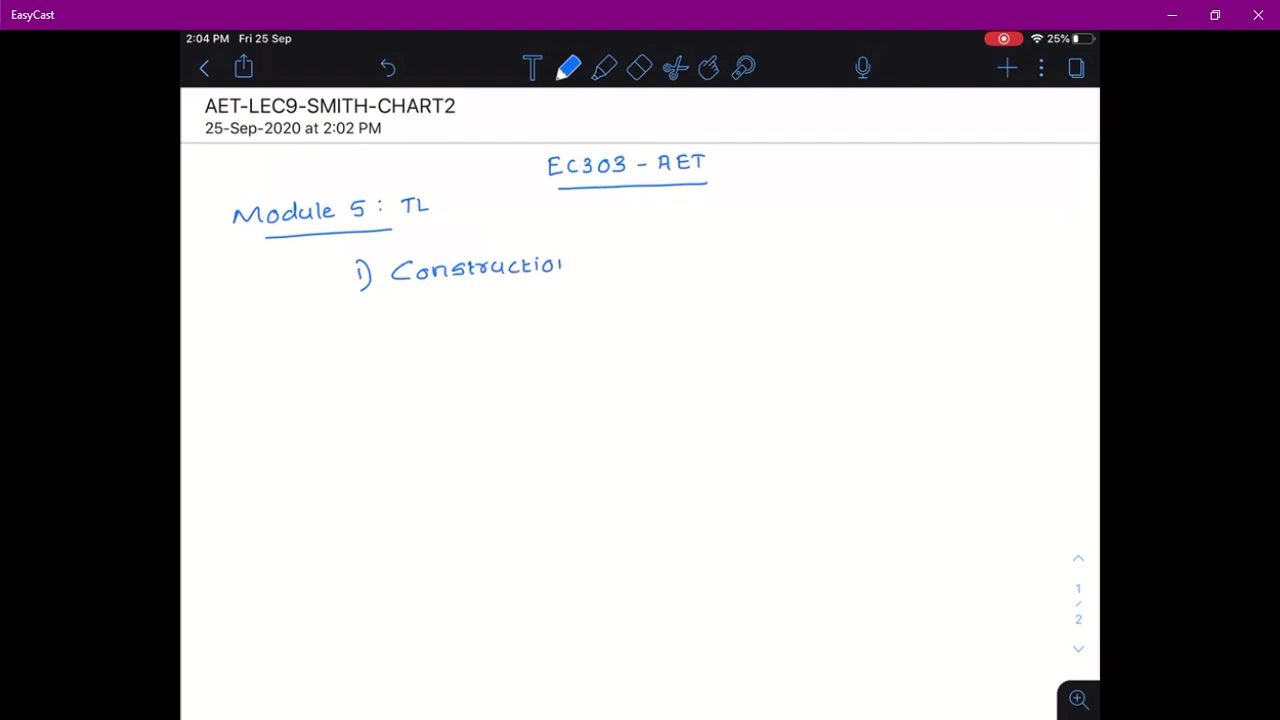 EasyCast
2:04 PM Fri 25 Sep
25%
T
AET-LEC9-SMITH-CHART2
25-Sep-2020 at 2:02 PM
EC303 - AET
Module 5 : TL
1) Construction
1
/
2